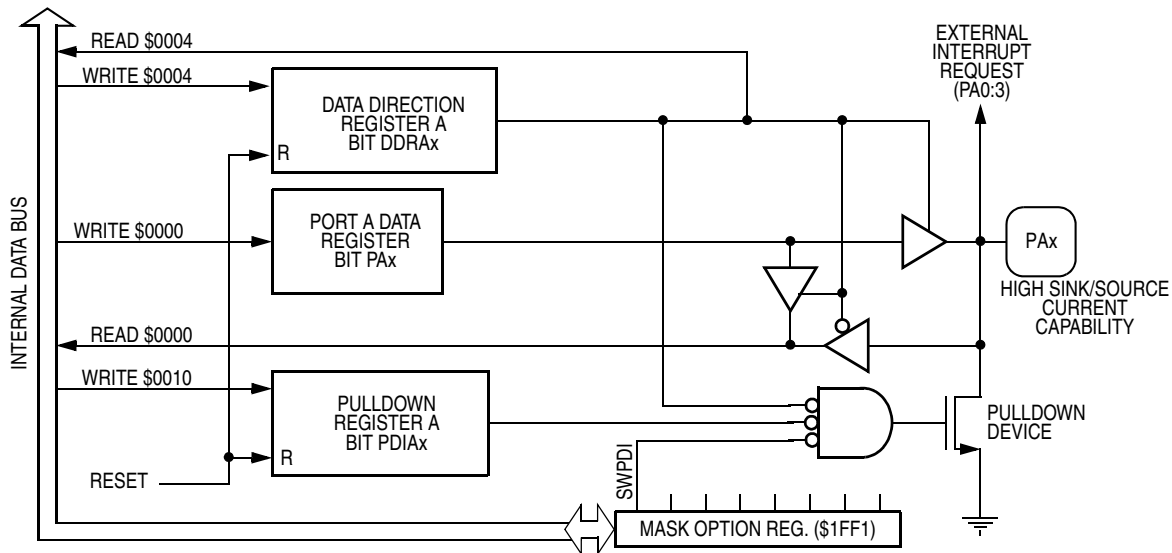 READ $0004
WRITE $0004
DATA DIRECTION
REGISTER A
BIT DDRAx
R
EXTERNAL
INTERRUPT
REQUEST
(PA0:3)
INTERNAL DATA BUS
WRITE $0000
PORT A DATA
REGISTER
BIT PAx
PAx
HIGH SINK/SOURCE
CURRENT
CAPABILITY
READ $0000
WRITE $0010
PULLDOWN
REGISTER A
BIT PDIAx
R
PULLDOWN
DEVICE
RESET
SWPDI
MASK OPTION REG. ($1FF1)